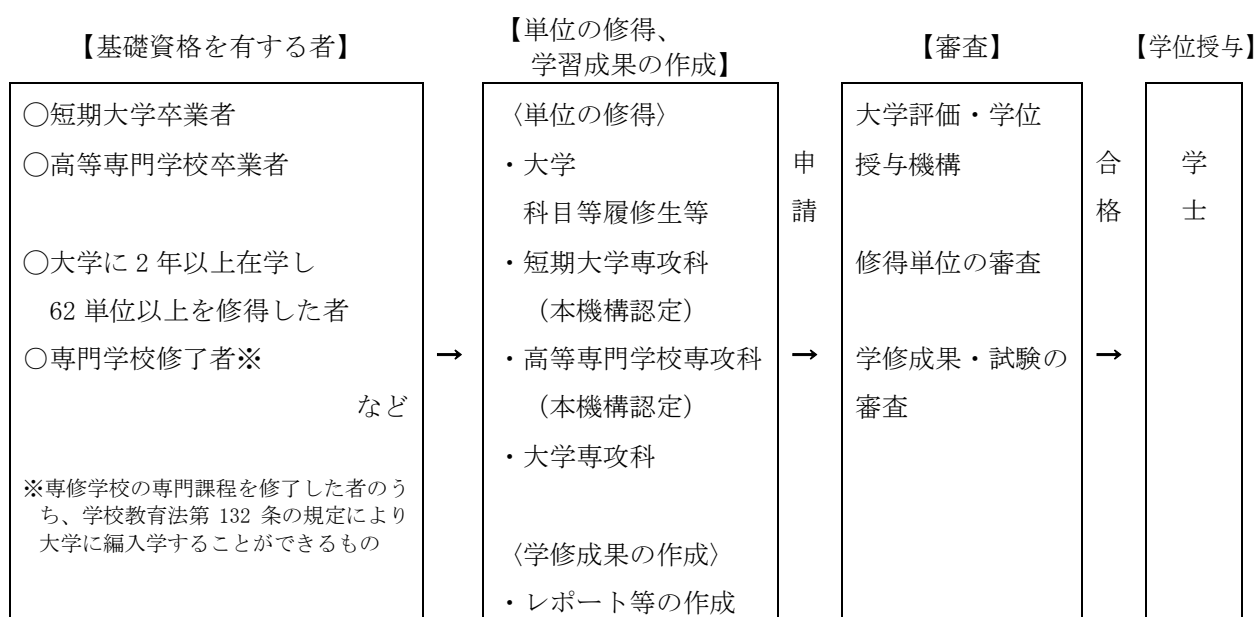 【基礎資格を有する者】
【単位の修得、
学習成果の作成】
【審査】
【学位授与】
○短期大学卒業者
○高等専門学校卒業者
○大学に2年以上在学し
62単位以上を修得した者
○専門学校修了者※
など
※専修学校の専門課程を修了した者のう
ち、学校教育法第 132 条の規定により
大学に編入学することができるもの
→
〈単位の修得〉
・大学
科目等履修生等
・短期大学専攻科
（本機構認定）
・高等専門学校専攻科
（本機構認定）
・大学専攻科
〈学修成果の作成〉
・レポート等の作成
申
請
→
大学評価・学位
授与機構
修得単位の審査
学修成果・試験の
審査
合
格
→
学
士